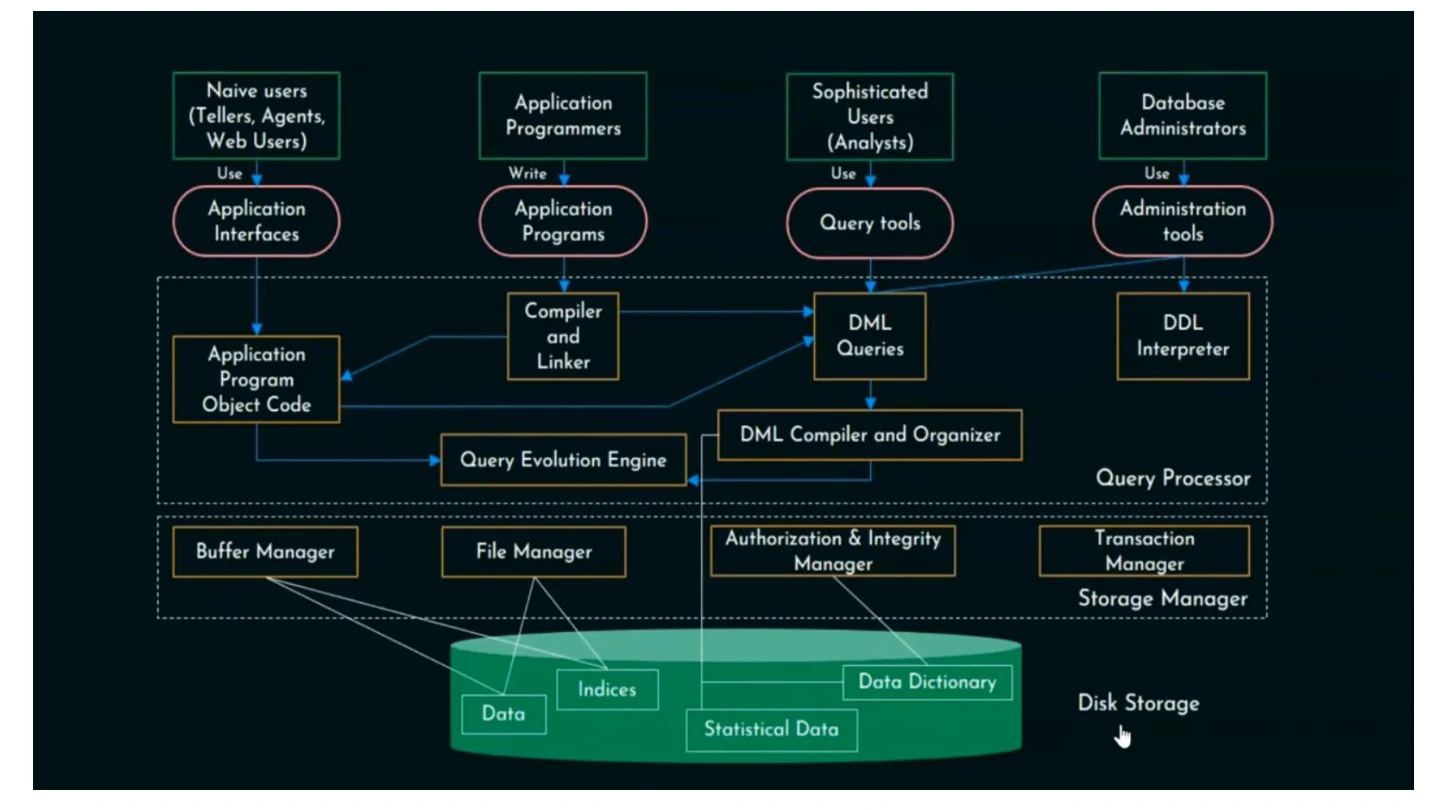 Naive users
(Tellers, Agents,
Web Users)
Application
Programmers
Sophisticated
Users
(Analysts)
Database
Administrators
Use
Write
Use
Use
Application
Interfaces
Application
Programs
Query tools
Administration
tools
Compiler
and
Linker
DML
Queries
DDL
Interpreter
Application
Program
Object Code
DML Compiler and Organizer
Query Evolution Engine
Query Processor
Buffer Manager
File Manager
Authorization & Integrity
Manager
Transaction
Manager
Storage Manager
Data
Indices
Data Dictionary
Statistical Data
Disk Storage